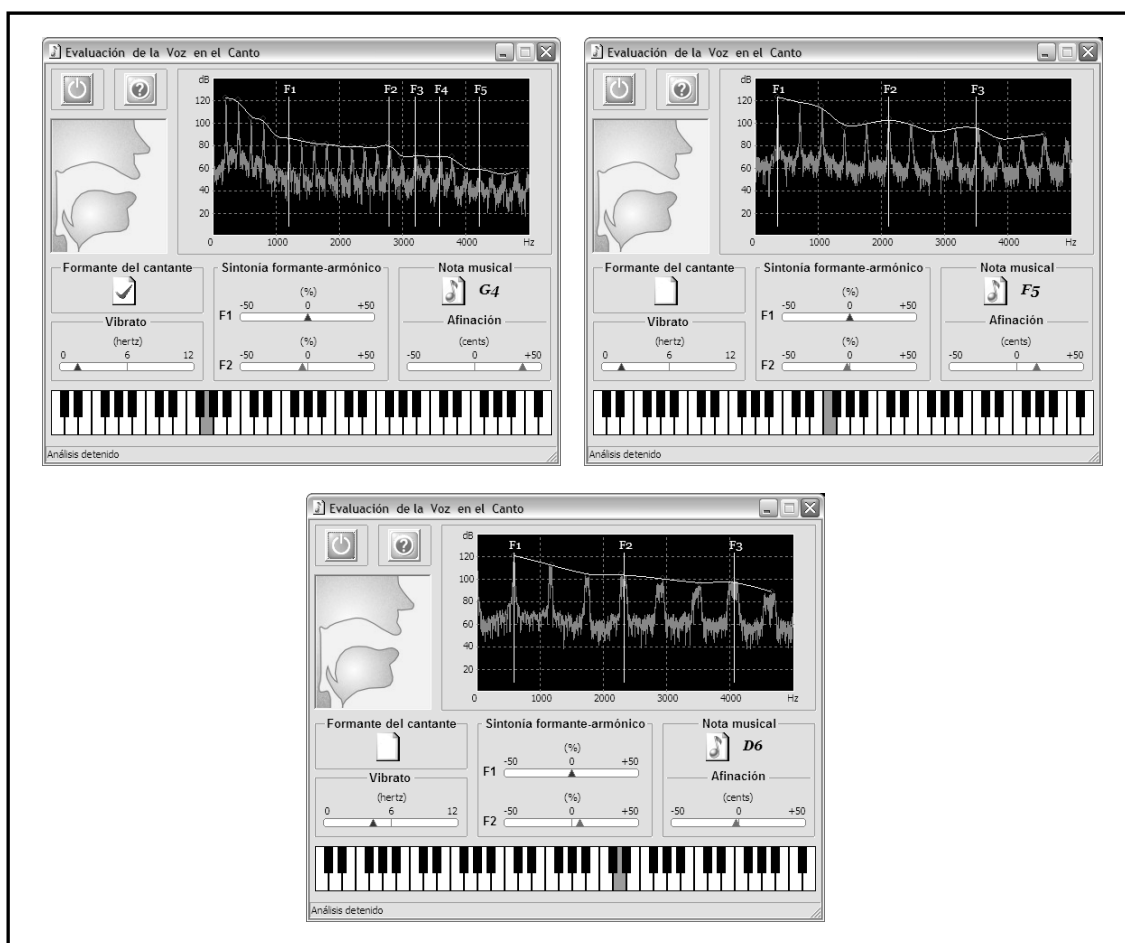 Evaluación de la Voz en el Canto
dB
120
100
80
60
40
20
F1 F2 F3 F4 F5
0 1000 2000 3000 4000 Hz
Formante del cantante
Vibrato
(hertz)
0 6 12
Sintonía formante-armónico
(%)
-50 0 +50
F1
(%)
-50 0 +50
F2
Nota musical
G4
Afinación
(cents)
-50 0 +50
Análisis detenido
Evaluación de la Voz en el Canto
dB
120
100
80
60
40
20
F1 F2 F3
0 1000 2000 3000 4000 Hz
Formante del cantante
Vibrato
(hertz)
0 6 12
Sintonía formante-armónico
(%)
-50 0 +50
F1
(%)
-50 0 +50
F2
Nota musical
F5
Afinación
(cents)
-50 0 +50
Análisis detenido
Evaluación de la Voz en el Canto
dB
120
100
80
60
40
20
F1 F2 F3
0 1000 2000 3000 4000 Hz
Formante del cantante
Vibrato
(hertz)
0 6 12
Sintonía formante-armónico
(%)
-50 0 +50
F1
(%)
-50 0 +50
F2
Nota musical
D6
Afinación
(cents)
-50 0 +50
Análisis detenido